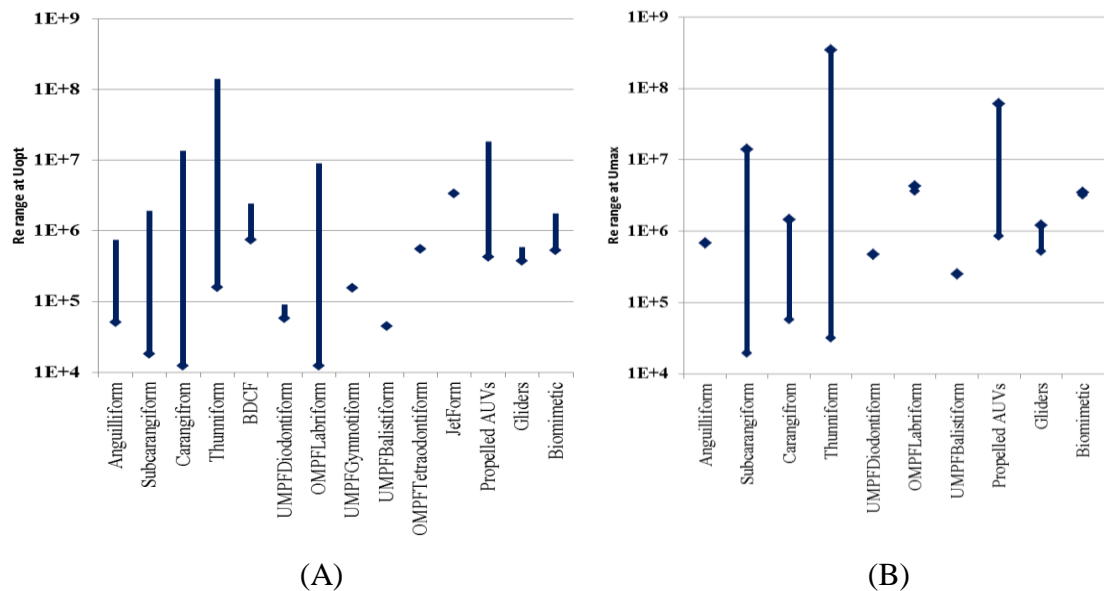 Re range at Uopt
1E+9
1E+8
1E+7
1E+6
1E+5
1E+4
Anguilliform
Subcarangiform
Carangifrom
Thunniform
BDCF
UMPFDiodontiform
OMPFLabriform
UMPFGymnotiform
UMPFBalistiform
OMPFTetraodontiform
JetForm
Propelled AUVs
Gliders
Biomimetic
(A)
Re range at Umax
1E+9
1E+8
1E+7
1E+6
1E+5
1E+4
Anguilliform
Subcarangiform
Carangifrom
Thunniform
UMPFDiodontiform
OMPFLabriform
UMPFBalistiform
Propelled AUVs
Gliders
Biomimetic
(B)